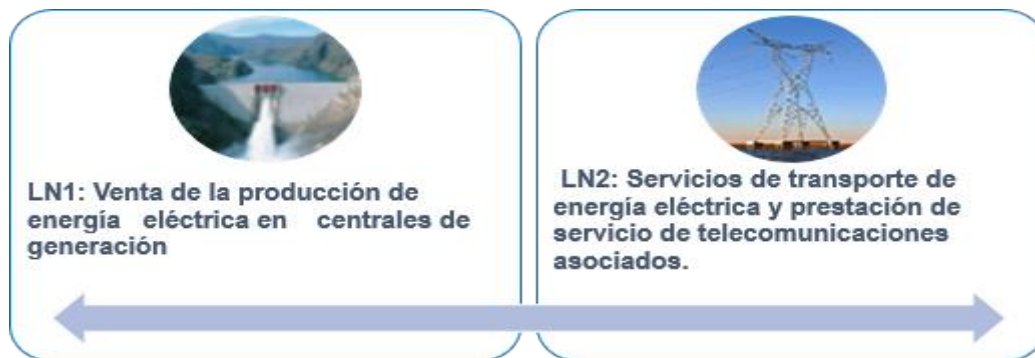 LN1: Venta de la producción de
energía eléctrica en centrales de
generación
LN2: Servicios de transporte de
energía eléctrica y prestación de
servicio de telecomunicaciones
asociados.